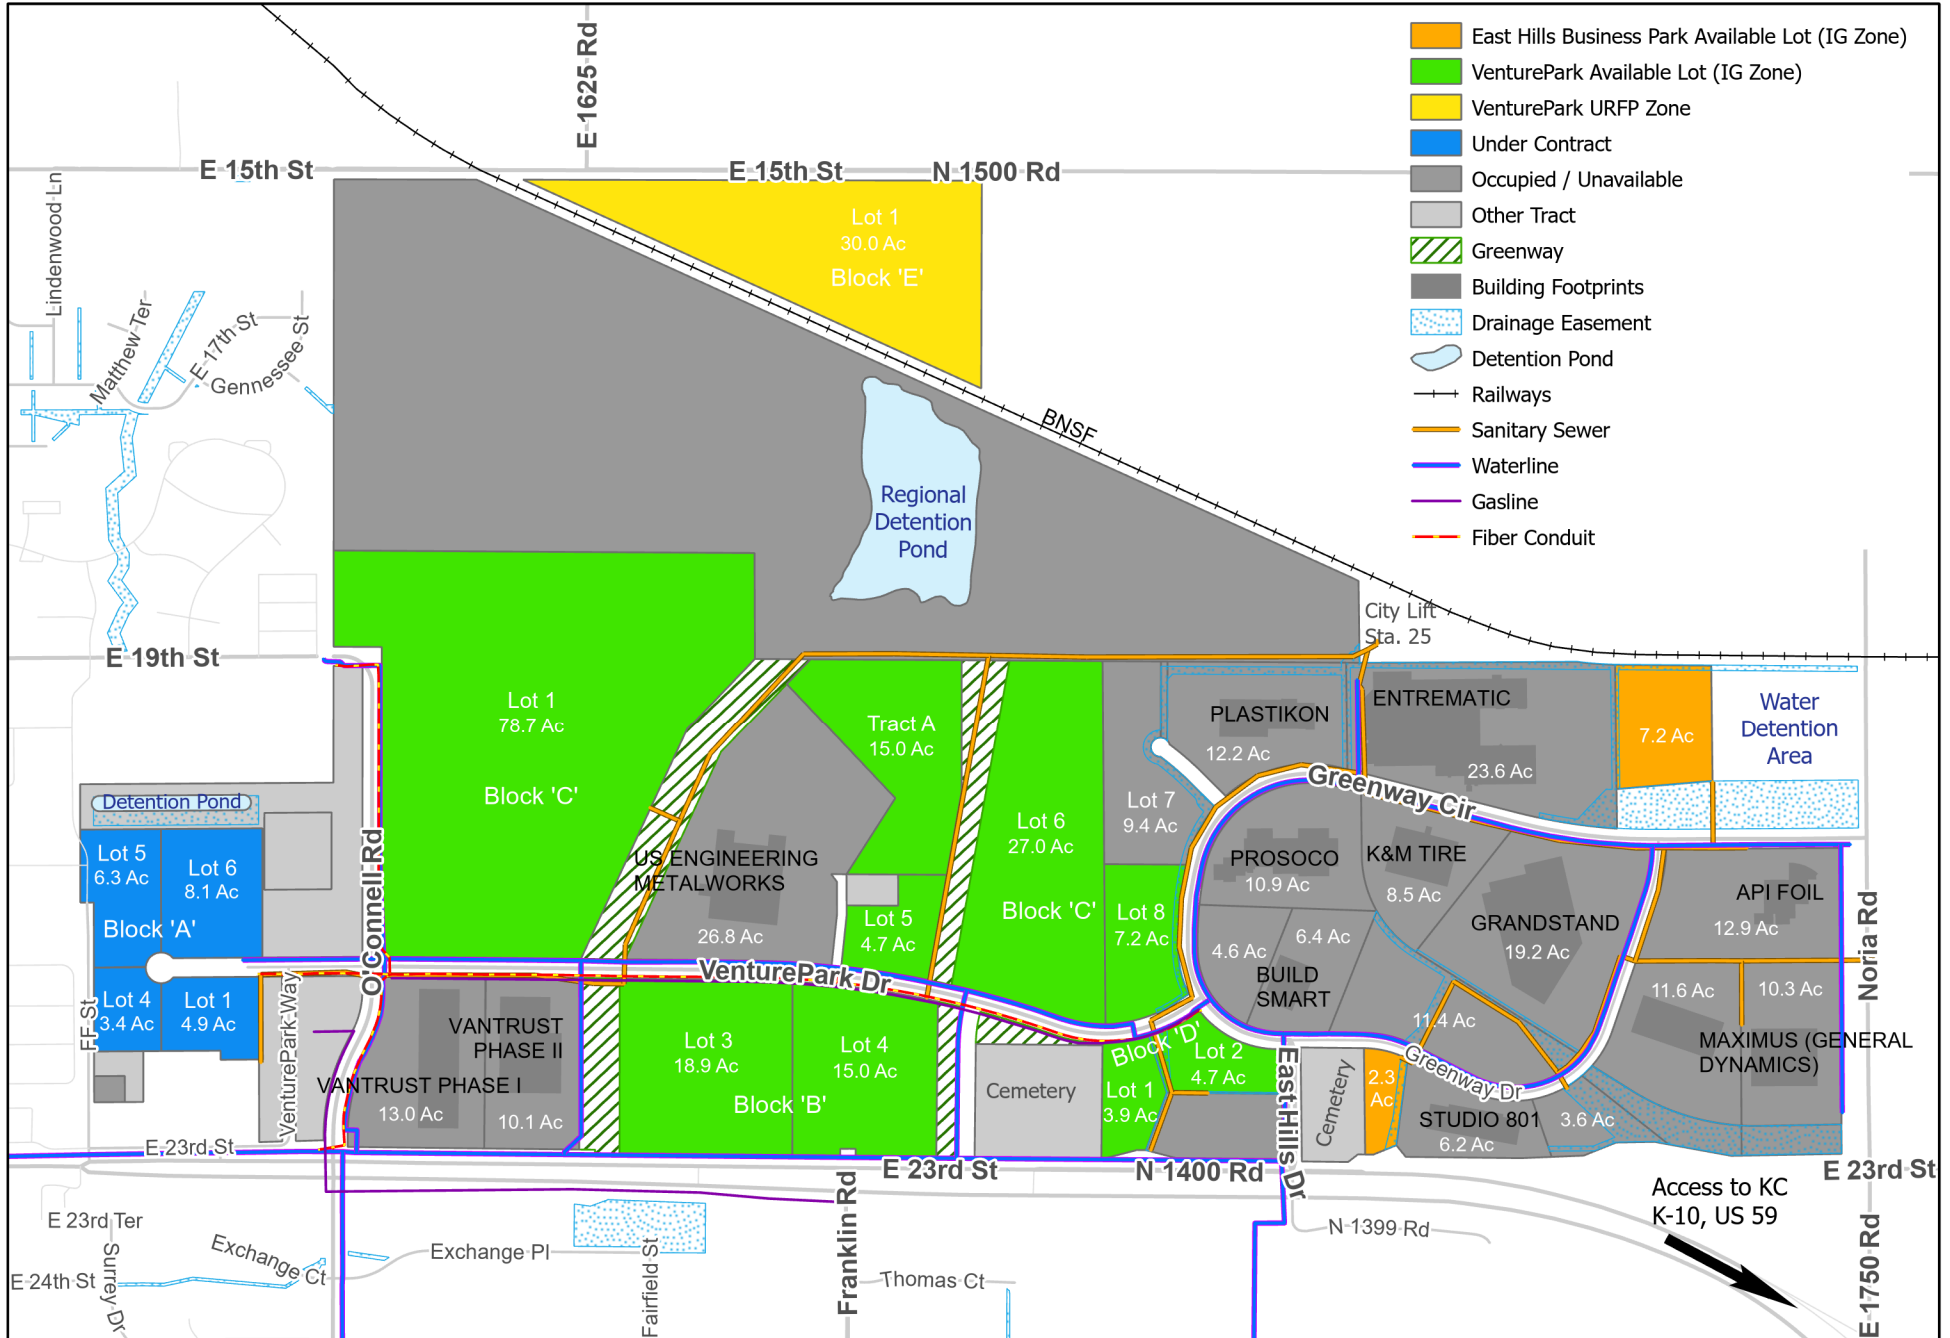 East Hills Business Park Available Lot (IG Zone)
VenturePark Available Lot (IG Zone)
VenturePark URFP Zone
Under Contract
Occupied / Unavailable
Other Tract
Greenway
Building Footprints
Drainage Easement
Detention Pond
Railways
Sanitary Sewer
Waterline
Gasline
Fiber Conduit
E 1625 Rd
E 15th St
E 15th St
N 1500 Rd
Lindenwood Ln
Matthew Ter
E 17th St
Gennessee St
Lot 1
30.0 Ac
Block 'E'
BNSF
Regional
Detention
Pond
City Lift
Sta. 25
E 19th St
Lot 1
78.7 Ac
Block 'C'
Tract A
15.0 Ac
Lot 6
27.0 Ac
Block 'C'
Lot 7
9.4 Ac
PLASTIKON
12.2 Ac
ENTREMATIC
23.6 Ac
7.2 Ac
Water
Detention
Area
Greenway Cir
Detention Pond
Lot 5
6.3 Ac
Lot 6
8.1 Ac
Block 'A'
Lot 4
3.4 Ac
Lot 1
4.9 Ac
FF St
O'Connell Rd
VenturePark Way
US ENGINEERING
METALWORKS
26.8 Ac
Lot 5
4.7 Ac
VenturePark Dr
Lot 8
7.2 Ac
PROSOCO
10.9 Ac
K&M TIRE
8.5 Ac
GRANDSTAND
19.2 Ac
4.6 Ac
6.4 Ac
BUILD
SMART
API FOIL
12.9 Ac
Noria Rd
11.6 Ac
10.3 Ac
MAXIMUS (GENERAL
DYNAMICS)
11.4 Ac
Greenway Dr
VANTRUST
PHASE II
VANTRUST PHASE I
13.0 Ac
10.1 Ac
Lot 3
18.9 Ac
Lot 4
15.0 Ac
Block 'B'
Cemetery
Block 'D'
Lot 1
3.9 Ac
Lot 2
4.7 Ac
East Hills Dr
Cemetery
2.3
Ac
STUDIO 801
6.2 Ac
3.6 Ac
E 23rd St
E 23rd St
N 1400 Rd
E 23rd St
Access to KC
K-10, US 59
E 23rd Ter
Surrey Dr
E 24th St
Exchange Ct
Exchange Pl
Fairfield St
Franklin Rd
Thomas Ct
N 1399 Rd
E 1750 Rd